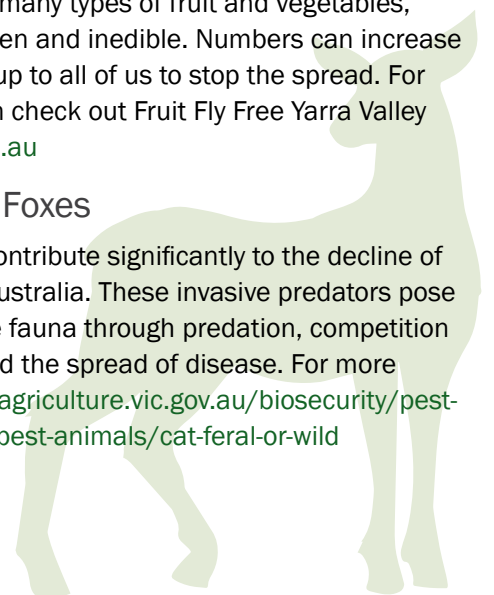 many types of fruit and vegetables,
en and inedible. Numbers can increase
up to all of us to stop the spread. For
check out Fruit Fly Free Yarra Valley
.au
Foxes
ontribute significantly to the decline of
ustralia. These invasive predators pose
fauna through predation, competition
d the spread of disease. For more
agriculture.vic.gov.au/biosecurity/pest-
pest-animals/cat-feral-or-wild